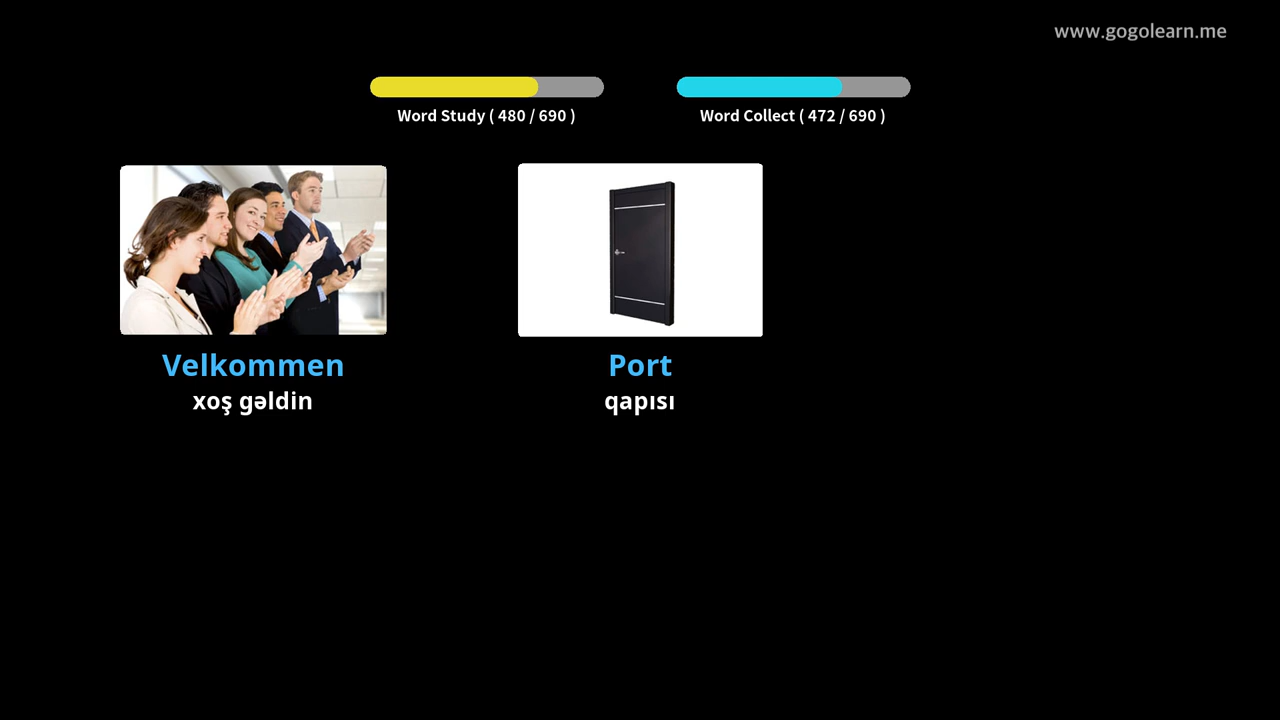 www.gogolearn.me
Word Study ( 480 / 690 )
Word Collect ( 472 / 690 )
Velkommen
xoş gəldin
Port
qapısı